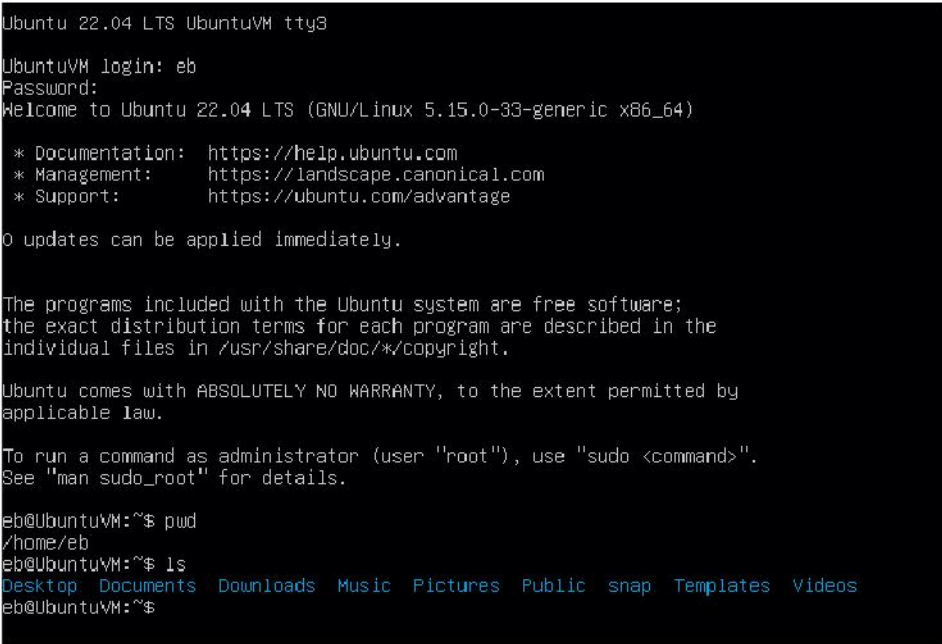 Ubuntu 22.04 LTS UbuntuVM tty3
UbuntuVM login: eb
Password:
Welcome to Ubuntu 22.04 LTS (GNU/Linux 5.15.0-33-generic x86_64)
* Documentation: https://help.ubuntu.com
* Management: https://landscape.canonical.com
* Support: https://ubuntu.com/advantage
0 updates can be applied immediately.
The programs included with the Ubuntu system are free software;
the exact distribution terms for each program are described in the
individual files in /usr/share/doc/*/copyright.
Ubuntu comes with ABSOLUTELY NO WARRANTY, to the extent permitted by
applicable law.
To run a command as administrator (user "root"), use "sudo <command>".
See "man sudo_root" for details.
eb@UbuntuVM:~$ pwd
/home/eb
eb@UbuntuVM:~$ ls
Desktop Documents Downloads Music Pictures Public snap Templates Videos
eb@UbuntuVM:~$